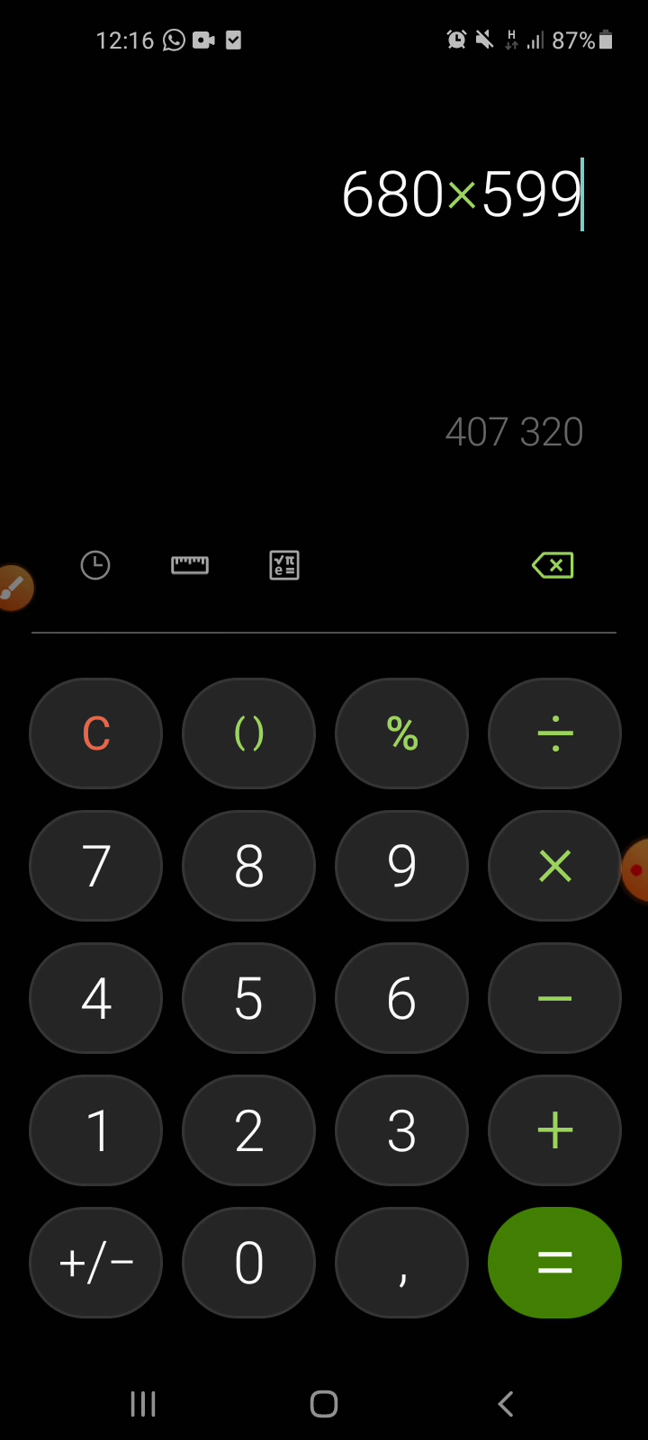 12:16 H 87%
680×599
407 320
√π
e=
C () % ÷
7 8 9 ×
4 5 6 −
1 2 3 +
+/− 0 , =